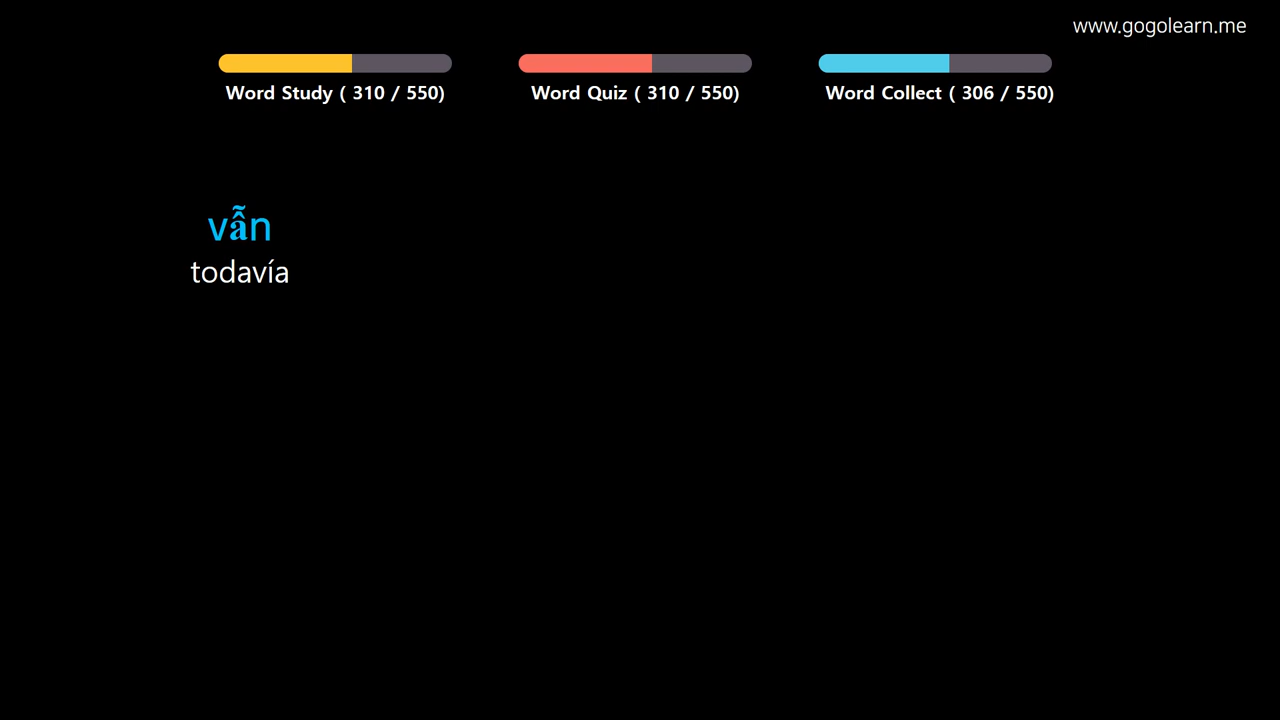 www.gogolearn.me
Word Study ( 310 / 550)
Word Quiz ( 310 / 550)
Word Collect ( 306 / 550)
vẫn
todavía